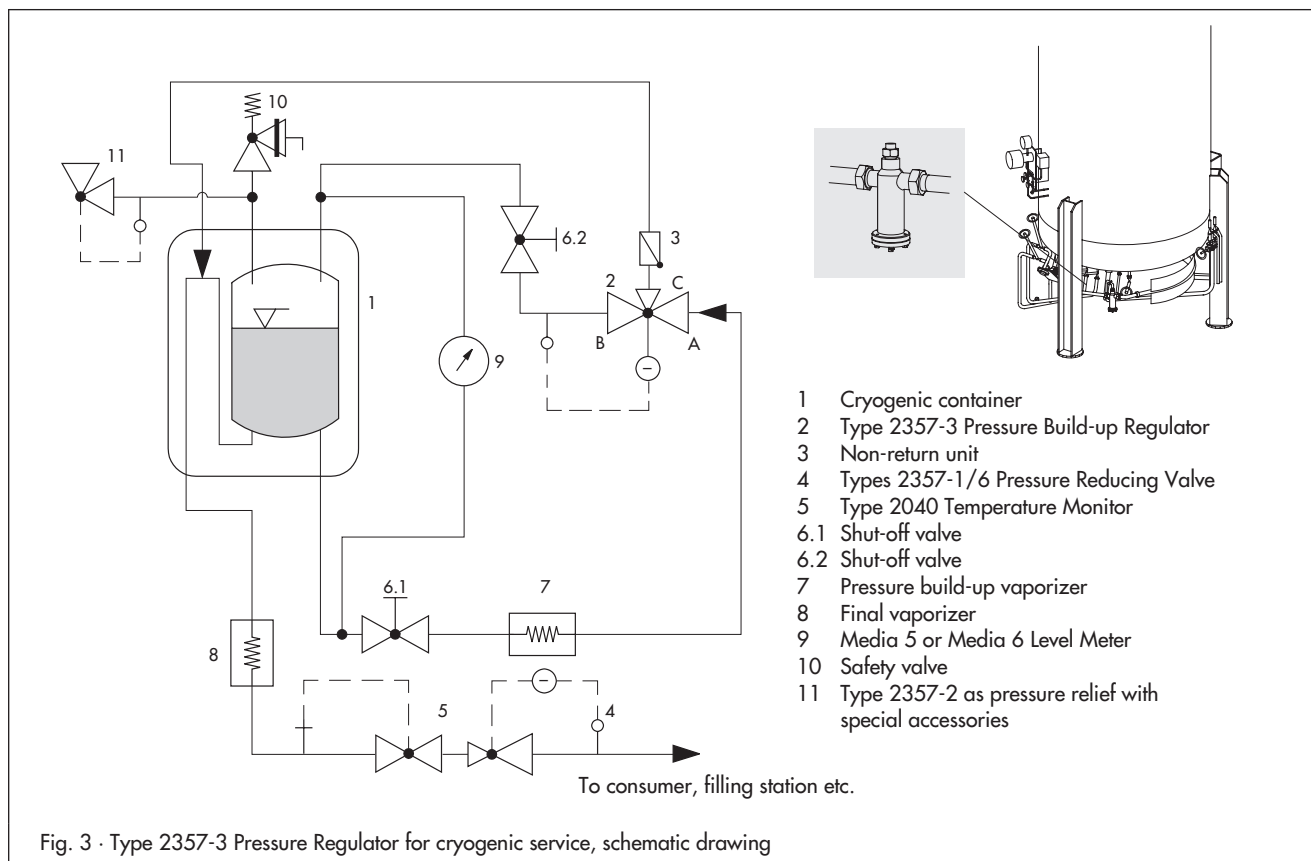 10
11
1
6.2
3
2
C
B
A
9
6.1
7
8
5
4
To consumer, filling station etc.
1 Cryogenic container
2 Type 2357-3 Pressure Build-up Regulator
3 Non-return unit
4 Types 2357-1/6 Pressure Reducing Valve
5 Type 2040 Temperature Monitor
6.1 Shut-off valve
6.2 Shut-off valve
7 Pressure build-up vaporizer
8 Final vaporizer
9 Media 5 or Media 6 Level Meter
10 Safety valve
11 Type 2357-2 as pressure relief with
special accessories
Fig. 3 · Type 2357-3 Pressure Regulator for cryogenic service, schematic drawing